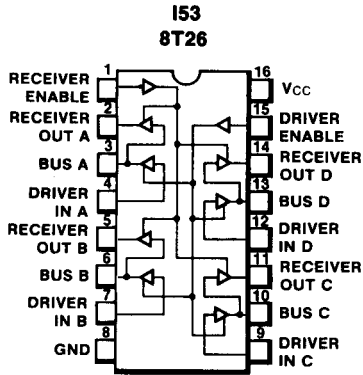 I53
8T26
1
RECEIVER
ENABLE
2
RECEIVER
OUT A
3
BUS A
4
DRIVER
IN A
5
RECEIVER
OUT B
6
BUS B
7
DRIVER
IN B
8
GND
16
VCC
15
DRIVER
ENABLE
14
RECEIVER
OUT D
13
BUS D
12
DRIVER
IN D
11
RECEIVER
OUT C
10
BUS C
9
DRIVER
IN C